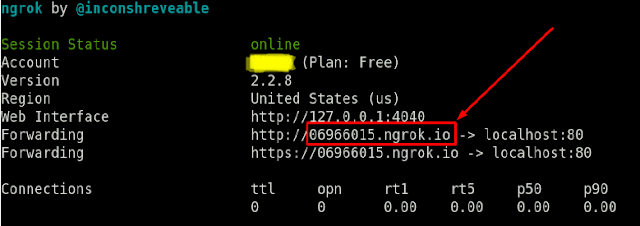 ngrok by @inconshreveable
Session Status online
Account (Plan: Free)
Version 2.2.8
Region United States (us)
Web Interface http://127.0.0.1:4040
Forwarding http://06966015.ngrok.io -> localhost:80
Forwarding https://06966015.ngrok.io -> localhost:80
Connections ttl opn rt1 rt5 p50 p90
0 0 0.00 0.00 0.00 0.00